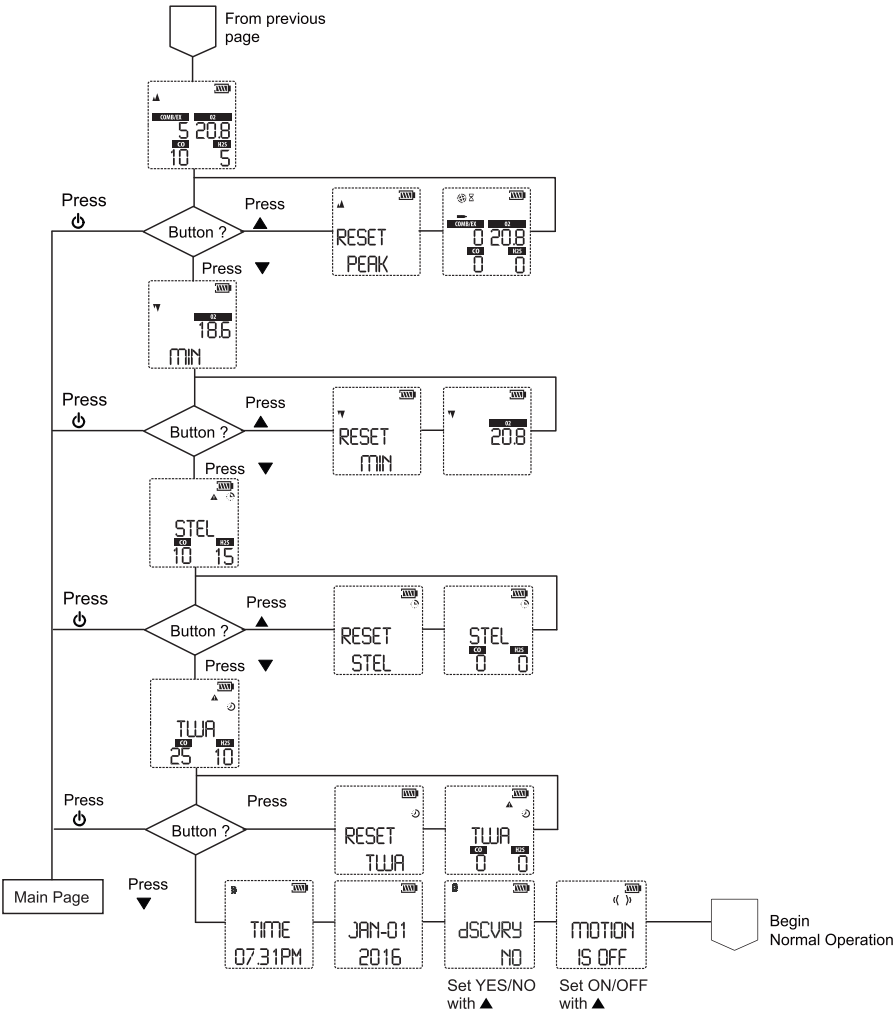 From previous
page
COMB/EX O2
5 20.8
CO H2S
10 5
Press
Button ?
Press ▲
RESET
PEAK
COMB/EX O2
0 20.8
CO H2S
0 0
Press ▼
O2
18.6
MIN
Press
Button ?
Press ▲
RESET
MIN
O2
20.8
Press ▼
STEL
CO H2S
10 15
Press
Button ?
Press ▲
RESET
STEL
STEL
CO H2S
0 0
Press ▼
TWA
CO H2S
25 10
Press
Button ?
Press
RESET
TWA
TWA
CO H2S
0 0
Main Page
Press ▼
TIME
07.31PM
JAN-01
2016
dSCVRY
NO
MOTION
IS OFF
Begin
Normal Operation
Set YES/NO
with ▲
Set ON/OFF
with ▲